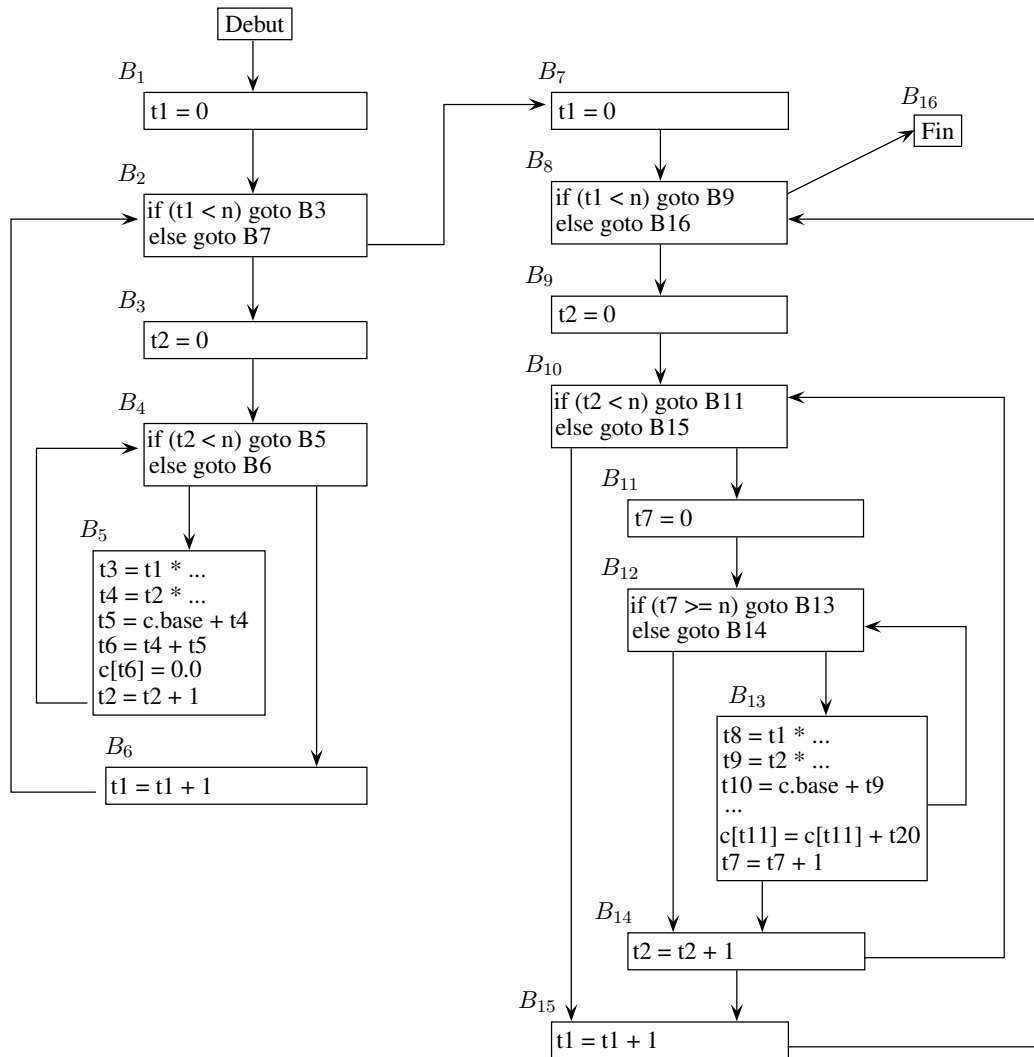 Debut
B1
t1 = 0
B2
if (t1 < n) goto B3
else goto B7
B3
t2 = 0
B4
if (t2 < n) goto B5
else goto B6
B5
t3 = t1 * ...
t4 = t2 * ...
t5 = c.base + t4
t6 = t4 + t5
c[t6] = 0.0
t2 = t2 + 1
B6
t1 = t1 + 1
B7
t1 = 0
B8
if (t1 < n) goto B9
else goto B16
B16
Fin
B9
t2 = 0
B10
if (t2 < n) goto B11
else goto B15
B11
t7 = 0
B12
if (t7 >= n) goto B13
else goto B14
B13
t8 = t1 * ...
t9 = t2 * ...
t10 = c.base + t9
...
c[t11] = c[t11] + t20
t7 = t7 + 1
B14
t2 = t2 + 1
B15
t1 = t1 + 1